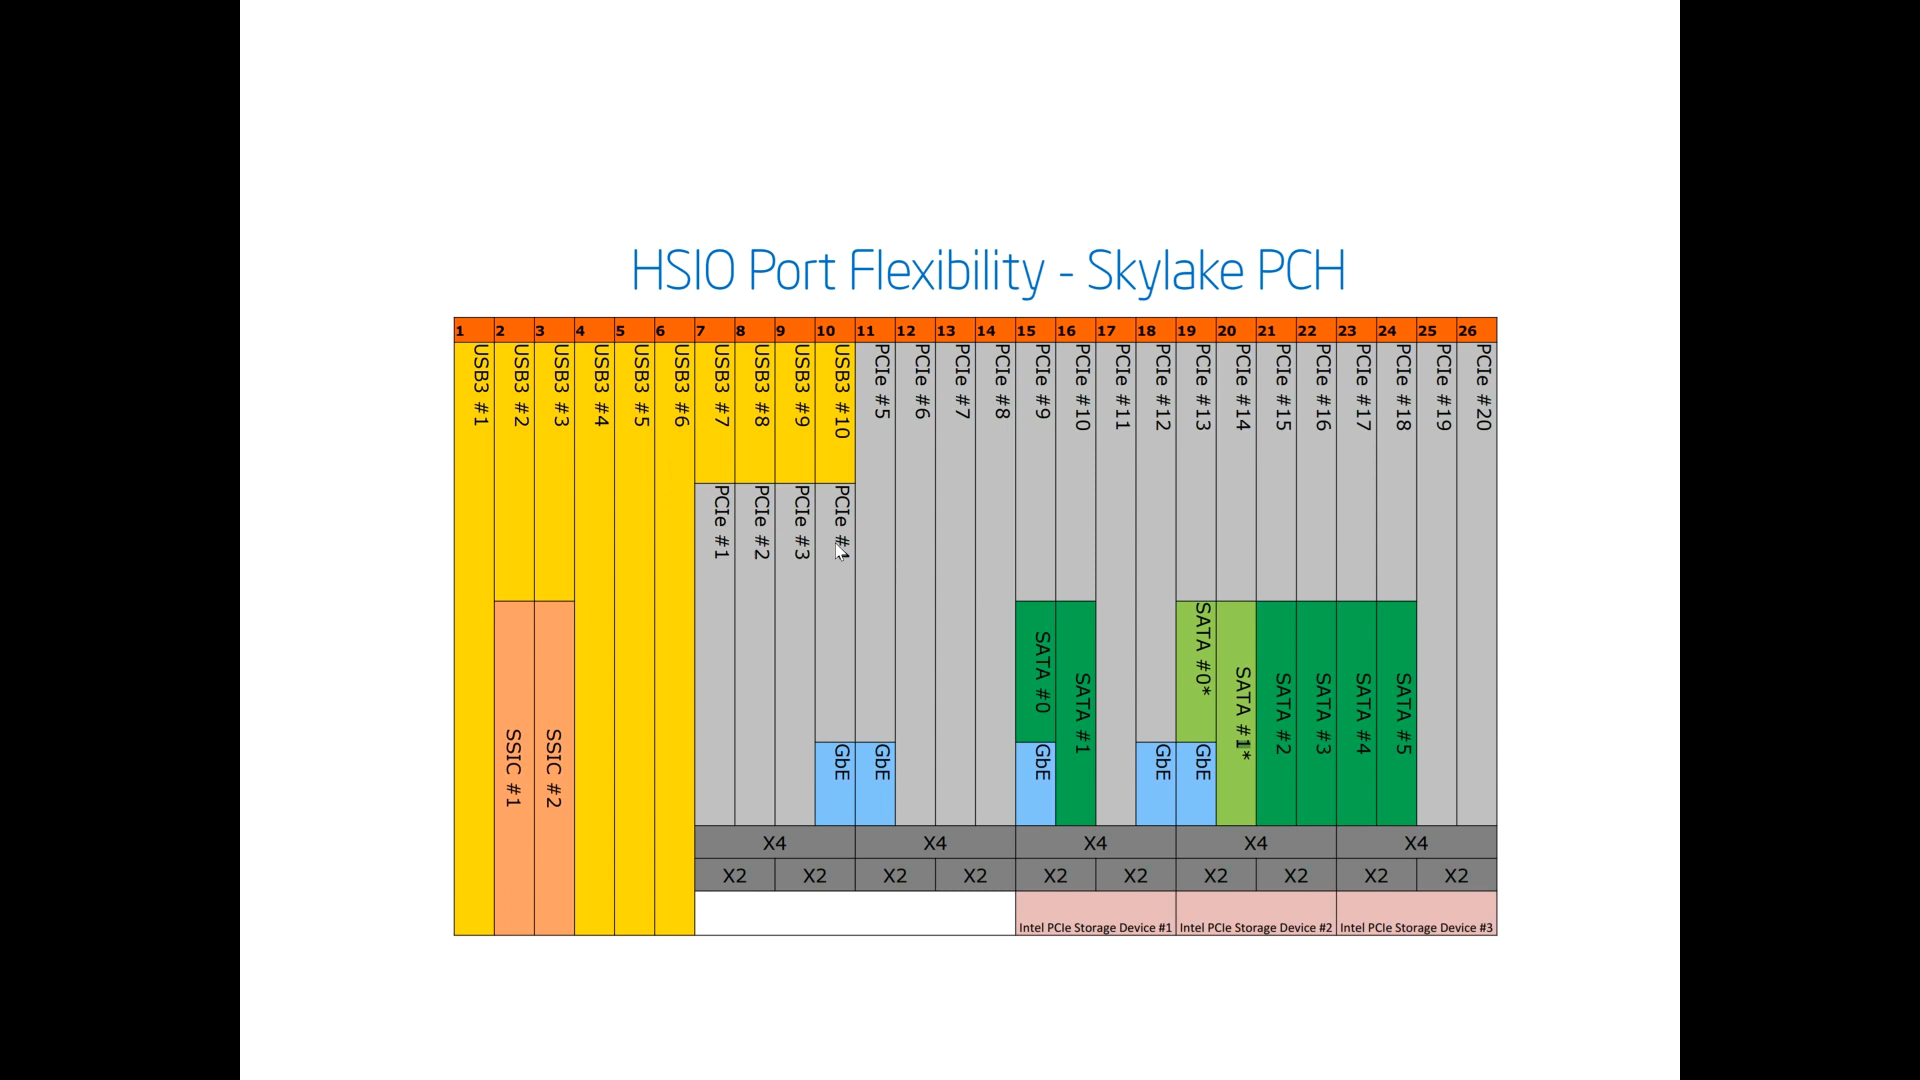 HSIO Port Flexibility - Skylake PCH
1 2 3 4 5 6 7 8 9 10 11 12 13 14 15 16 17 18 19 20 21 22 23 24 25 26
USB3 #1
USB3 #2
USB3 #3
USB3 #4
USB3 #5
USB3 #6
USB3 #7
USB3 #8
USB3 #9
USB3 #10
PCIe #5
PCIe #6
PCIe #7
PCIe #8
PCIe #9
PCIe #10
PCIe #11
PCIe #12
PCIe #13
PCIe #14
PCIe #15
PCIe #16
PCIe #17
PCIe #18
PCIe #19
PCIe #20
PCIe #1
PCIe #2
PCIe #3
PCIe #4
SSIC #1
SSIC #2
SATA #0
SATA #1
SATA #0*
SATA #1*
SATA #2
SATA #3
SATA #4
SATA #5
GbE
GbE
GbE
GbE
GbE
X4 X4 X4 X4 X4
X2 X2 X2 X2 X2 X2 X2 X2 X2 X2
Intel PCIe Storage Device #1 Intel PCIe Storage Device #2 Intel PCIe Storage Device #3